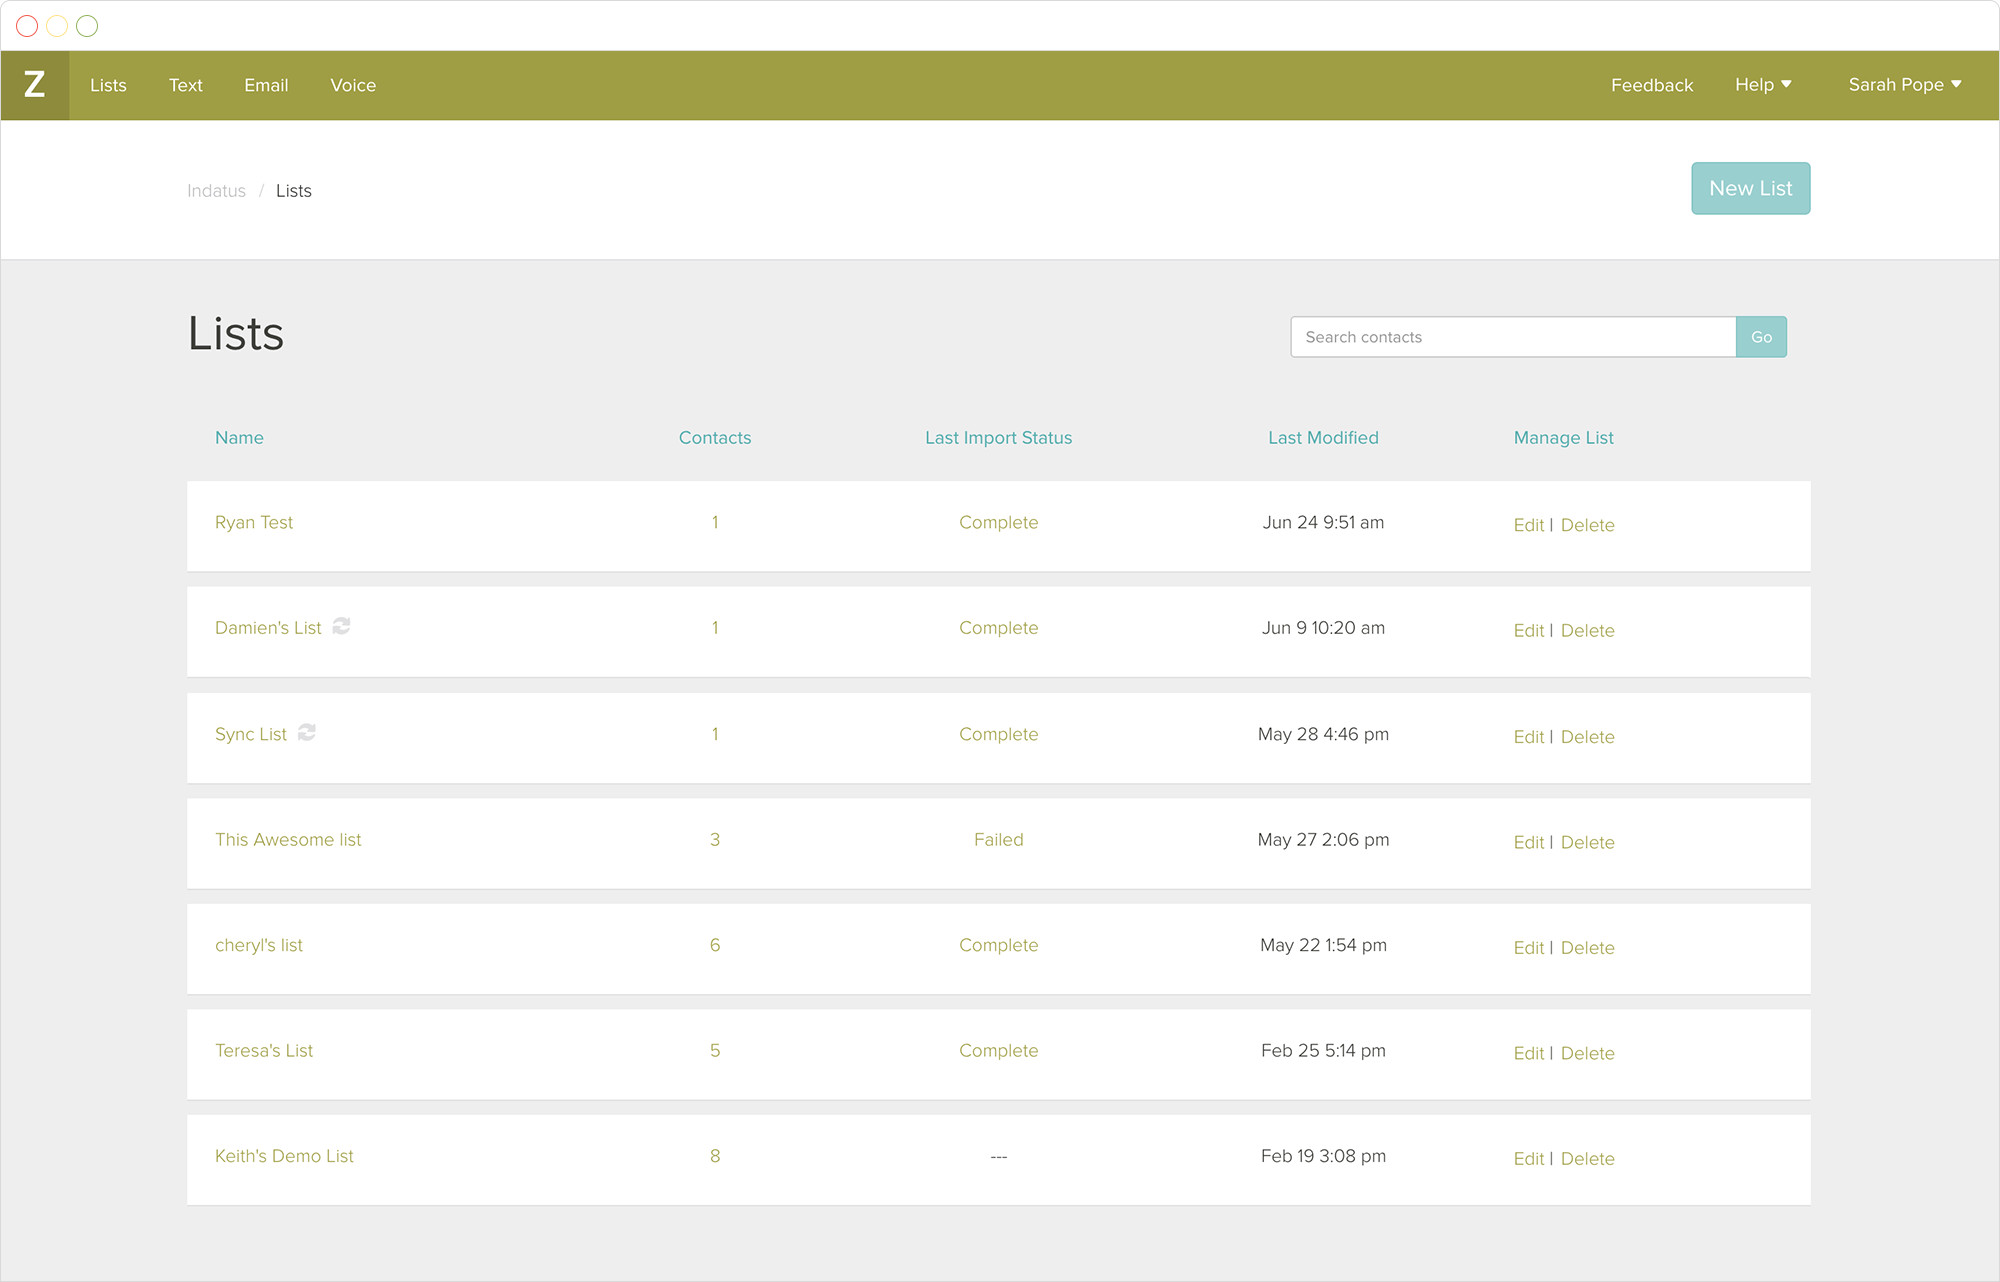 Z Lists Text Email Voice Feedback Help Sarah Pope
Indatus / Lists
New List
Lists
Search contacts Go
Name Contacts Last Import Status Last Modified Manage List
Ryan Test 1 Complete Jun 24 9:51 am Edit | Delete
Damien's List 1 Complete Jun 9 10:20 am Edit | Delete
Sync List 1 Complete May 28 4:46 pm Edit | Delete
This Awesome list 3 Failed May 27 2:06 pm Edit | Delete
cheryl's list 6 Complete May 22 1:54 pm Edit | Delete
Teresa's List 5 Complete Feb 25 5:14 pm Edit | Delete
Keith's Demo List 8 --- Feb 19 3:08 pm Edit | Delete